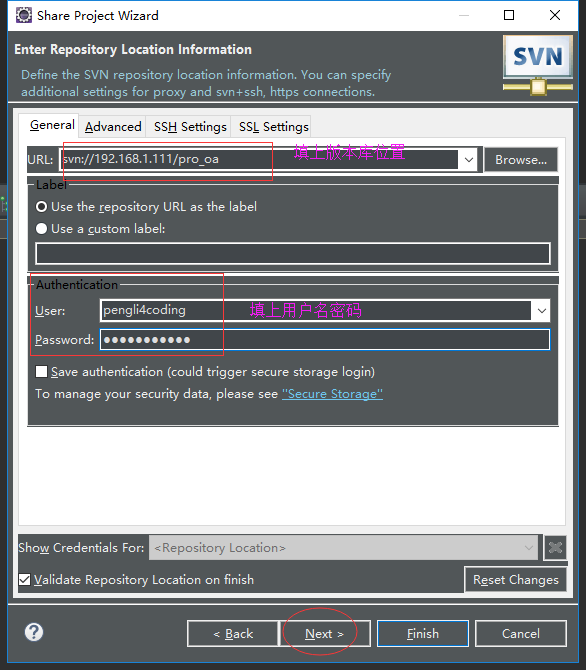 Share Project Wizard
Enter Repository Location Information
Define the SVN repository location information. You can specify
additional settings for proxy and svn+ssh, https connections.
SVN
General Advanced SSH Settings SSL Settings
URL: svn://192.168.1.111/pro_oa 填上版本库位置 Browse...
Label
Use the repository URL as the label
Use a custom label:
Authentication
User: pengli4coding 填上用户名密码
Password: ●●●●●●●●●●●
Save authentication (could trigger secure storage login)
To manage your security data, please see "Secure Storage"
Show Credentials For: <Repository Location>
Validate Repository Location on finish Reset Changes
? < Back Next > Finish Cancel